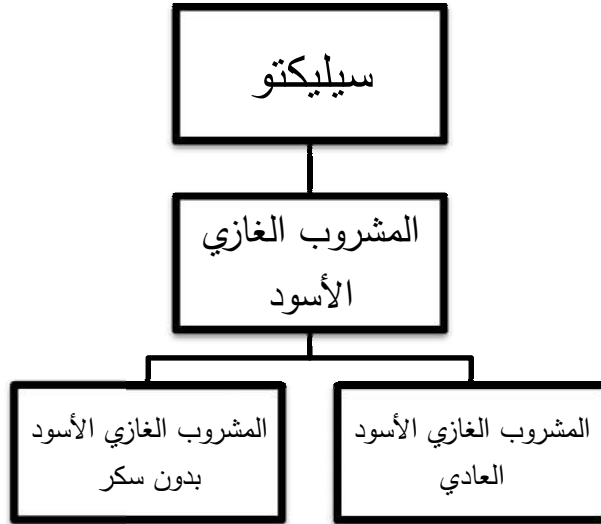 سيليكتو
المشروب الغازي
الأسود
المشروب الغازي الأسود
العادي
المشروب الغازي الأسود
بدون سكر